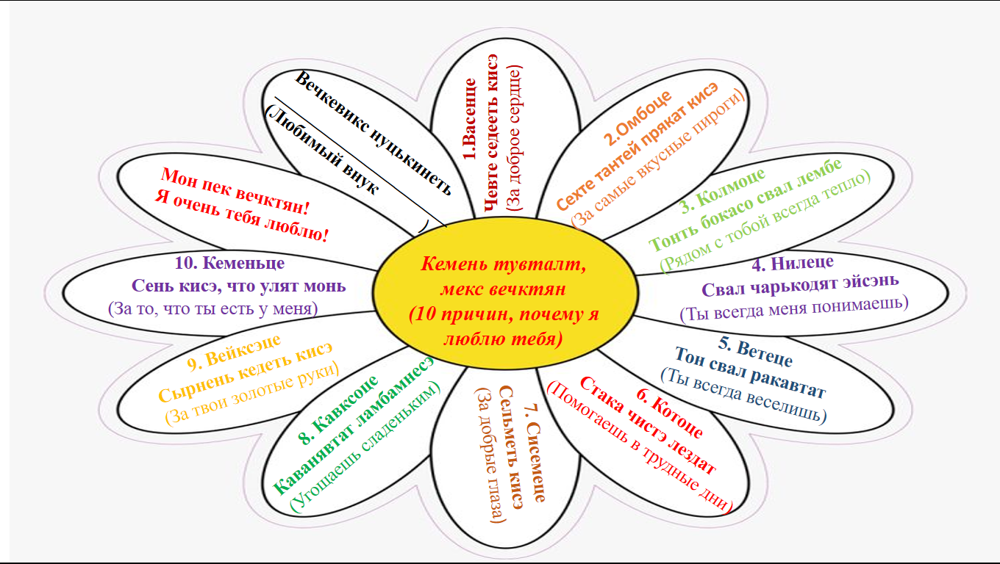 Кемень тувталт,
мекс вечктян
(10 причин, почему я
люблю тебя)
1.Васенце
Чевте седееть кисэ
(За доброе сердце)
2.Омбоце
Сехте тантей прякат кисэ
(За самые вкусные пироги)
3. Колмоце
Тонть бокасо свал лембе
(Рядом с тобой всегда тепло)
4. Нилеце
Свал чарькодят эйсэнь
(Ты всегда меня понимаешь)
5. Ветеце
Тон свал ракавтат
(Ты всегда веселишь)
6. Котоце
Стака чистэ лездат
(Помогаешь в трудные дни)
7. Сисемеце
Сельметь кисэ
(За добрые глаза)
8. Кавксоце
Каванявтат ламбамнесэ
(Угощаешь сладеньким)
9. Вейксэце
Сырнень кедеть кисэ
(За твои золотые руки)
10. Кеменьце
Сень кисэ, что улят монь
(За то, что ты есть у меня)
Мон пек вечктян!
Я очень тебя люблю!
Вечкевикс нуцькинеть
(Любимый внук
)